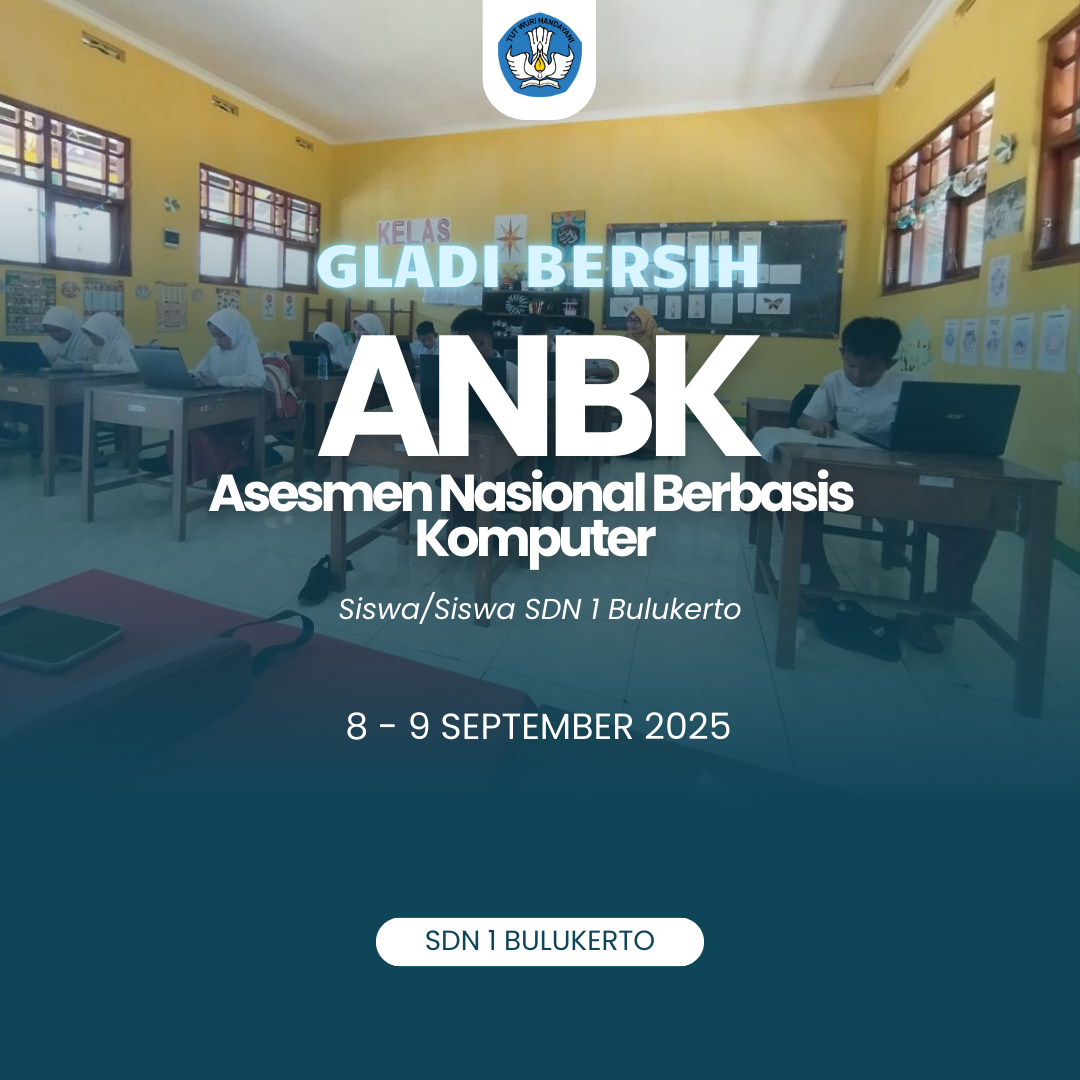 TUT WURI HANDAYANI
KELAS
GLADI BERSIH
ANBK
Asesmen Nasional Berbasis
Komputer
Siswa/Siswa SDN 1 Bulukerto
8 - 9 SEPTEMBER 2025
SDN 1 BULUKERTO
acer